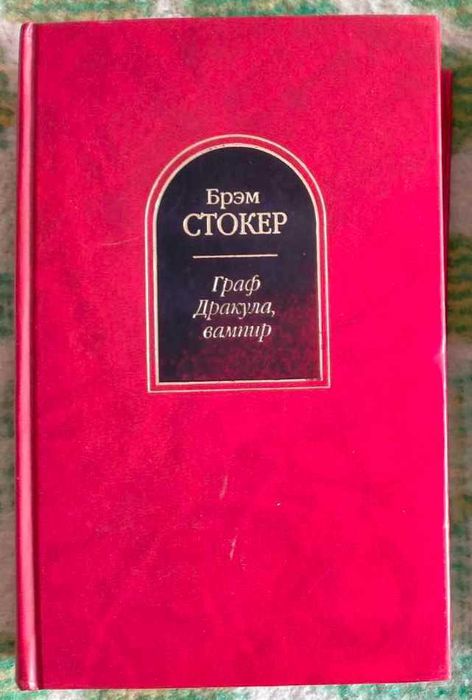 Брэм
СТОКЕР
Граф
Дракула,
вампир